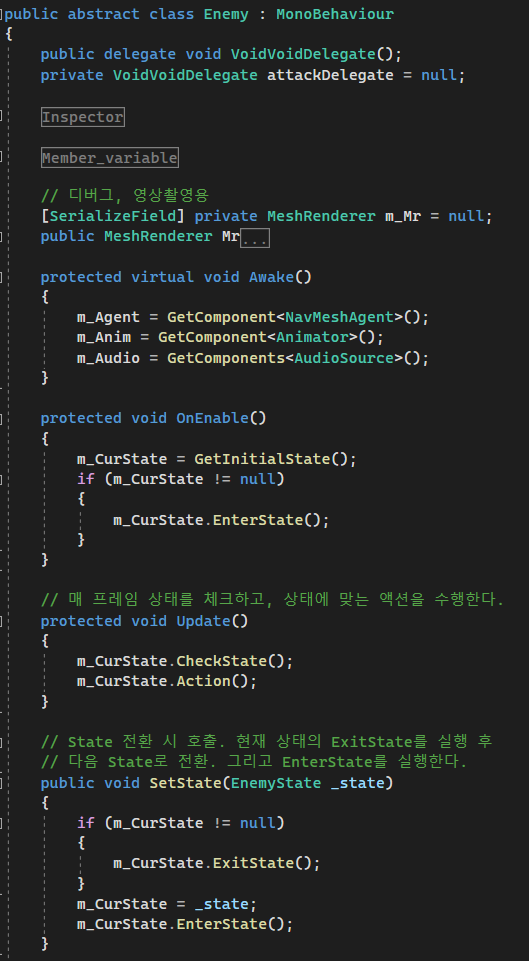 public abstract class Enemy : MonoBehaviour
{
    public delegate void VoidVoidDelegate();
    private VoidVoidDelegate attackDelegate = null;
    Inspector
    Member_variable
    // 디버그, 영상촬영용
    [SerializeField] private MeshRenderer m_Mr = null;
    public MeshRenderer Mr...
    protected virtual void Awake()
    {
        m_Agent = GetComponent<NavMeshAgent>();
        m_Anim = GetComponent<Animator>();
        m_Audio = GetComponents<AudioSource>();
    }
    protected void OnEnable()
    {
        m_CurState = GetInitialState();
        if (m_CurState != null)
        {
            m_CurState.EnterState();
        }
    }
    // 매 프레임 상태를 체크하고, 상태에 맞는 액션을 수행한다.
    protected void Update()
    {
        m_CurState.CheckState();
        m_CurState.Action();
    }
    // State 전환 시 호출. 현재 상태의 ExitState를 실행 후
    // 다음 State로 전환. 그리고 EnterState를 실행한다.
    public void SetState(EnemyState _state)
    {
        if (m_CurState != null)
        {
            m_CurState.ExitState();
        }
        m_CurState = _state;
        m_CurState.EnterState();
    }